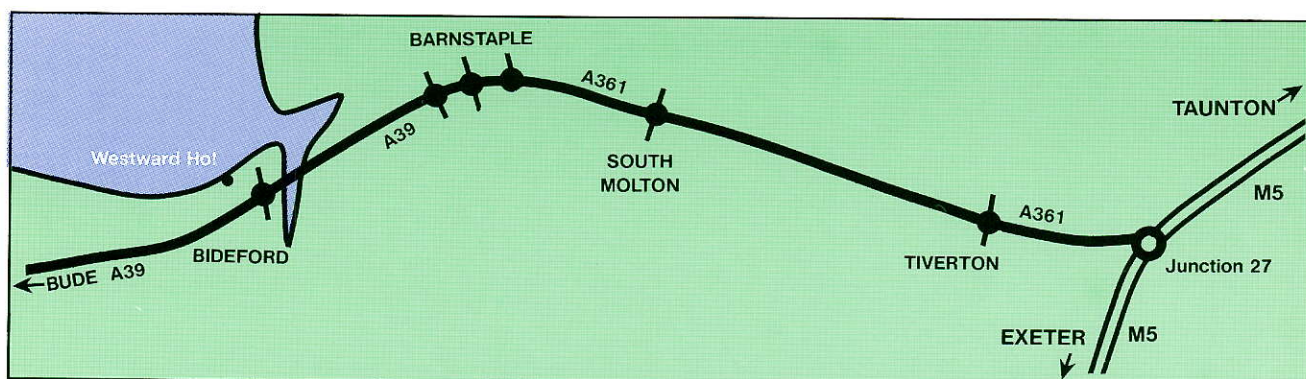 BARNSTAPLE
A361
TAUNTON
A39
Westward Ho!
SOUTH
MOLTON
M5
A361
BIDEFORD
TIVERTON
Junction 27
BUDE A39
EXETER
M5